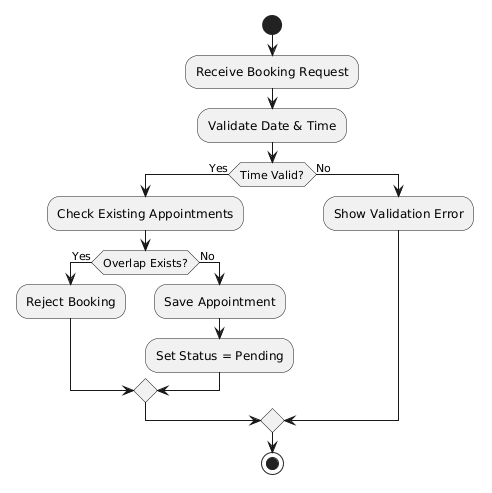 Receive Booking Request
Validate Date & Time
Yes
Time Valid?
No
Check Existing Appointments
Show Validation Error
Yes
Overlap Exists?
No
Reject Booking
Save Appointment
Set Status = Pending